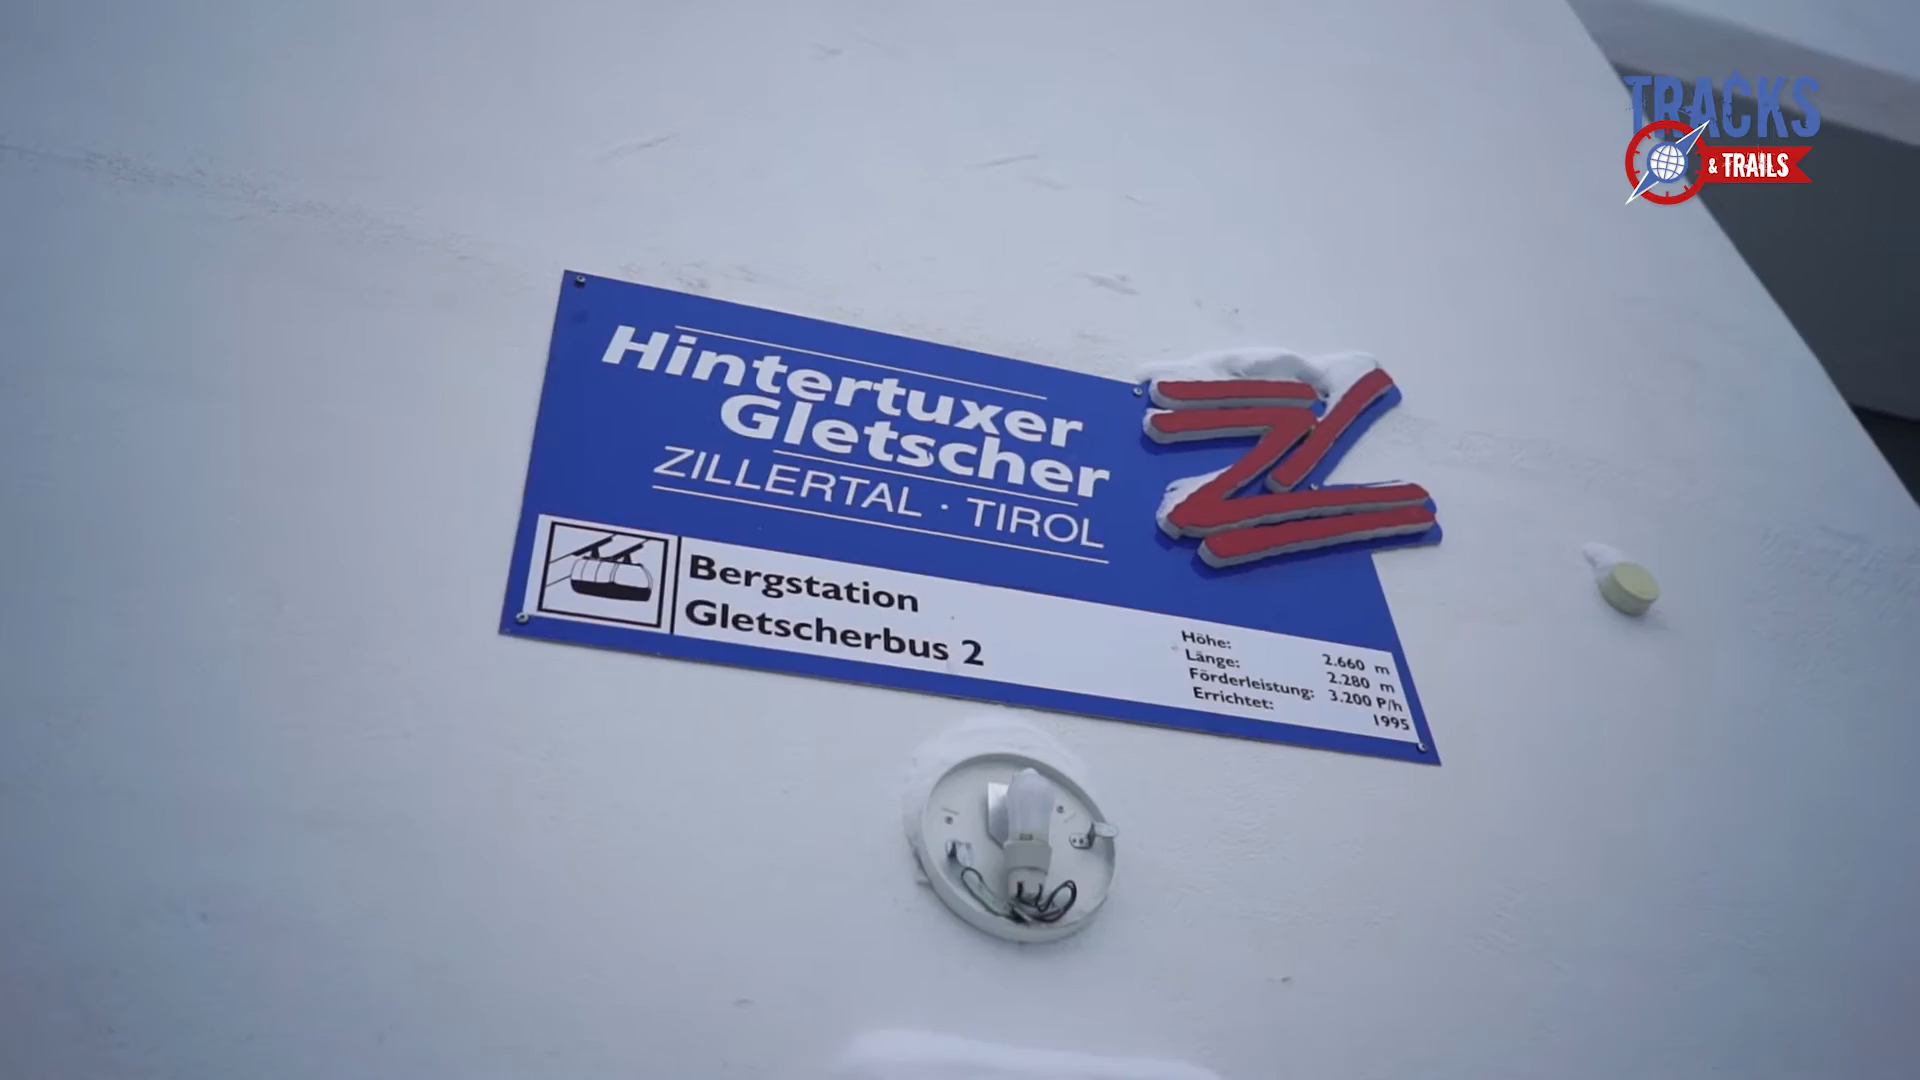 TRACKS
& TRAILS
Hintertuxer
Gletscher
ZILLERTAL · TIROL
Bergstation
Gletscherbus 2
Höhe: 2.660 m
Länge: 2.280 m
Förderleistung: 3.200 P/h
Errichtet: 1995